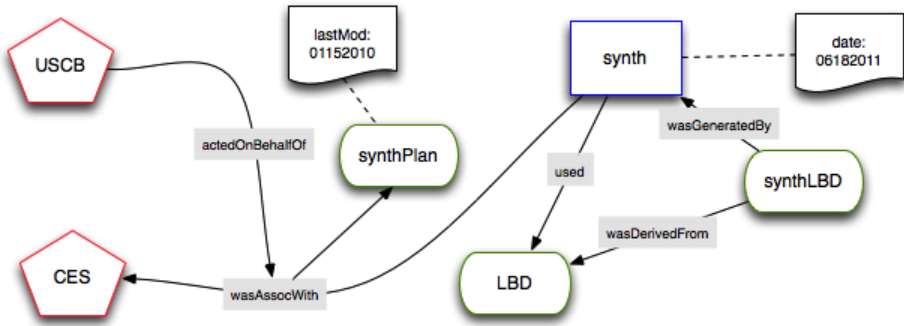 lastMod:
01152010
USCB
synth
date:
06182011
wasGeneratedBy
actedOnBehalfOf
synthPlan
used
synthLBD
wasDerivedFrom
CES
wasAssocWith
LBD